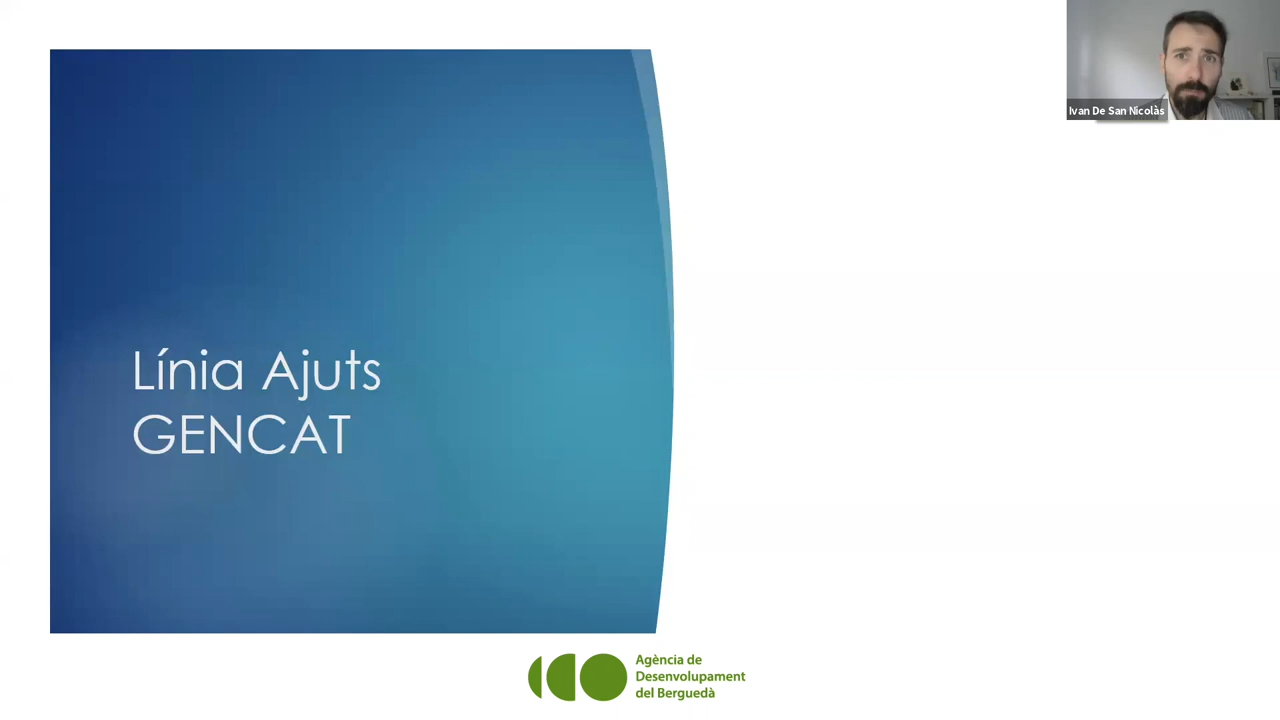 Ivan De San Nicolàs
Línia Ajuts
GENCAT
Agència de
Desenvolupament
del Berguedà